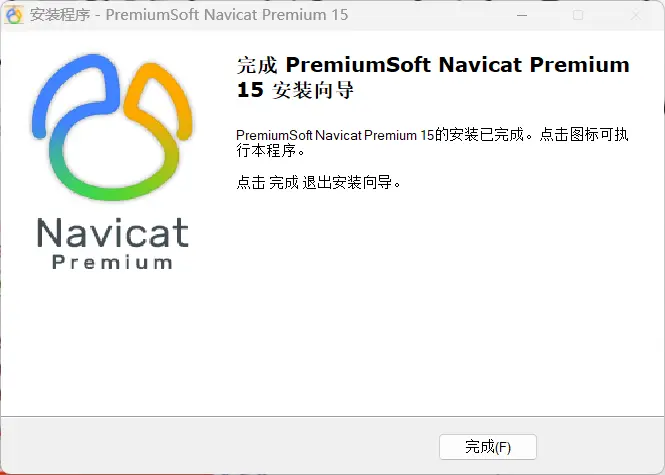 安装程序 - PremiumSoft Navicat Premium 15
完成 PremiumSoft Navicat Premium
15 安装向导
PremiumSoft Navicat Premium 15的安装已完成。点击图标可执
行本程序。
点击 完成 退出安装向导。
Navicat
Premium
完成(F)